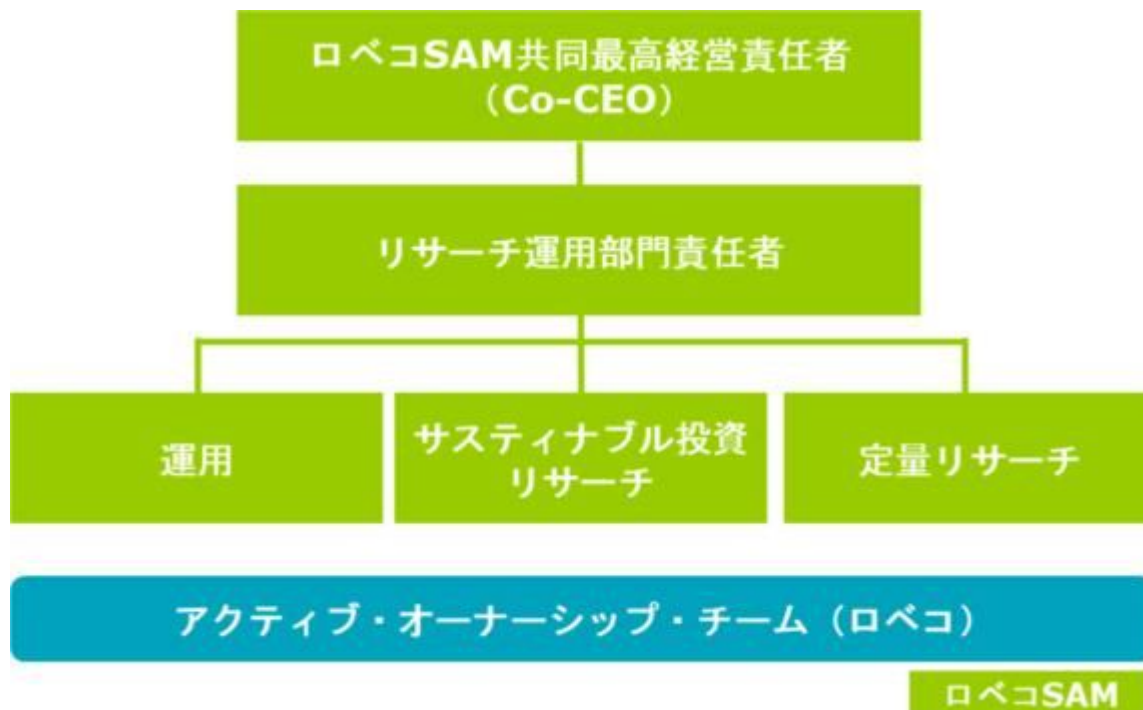 ロベコSAM共同最高経営責任者
（Co-CEO）
リサーチ運用部門責任者
運用
サスティナブル投資
リサーチ
定量リサーチ
アクティブ・オーナーシップ・チーム（ロベコ）
ロベコSAM